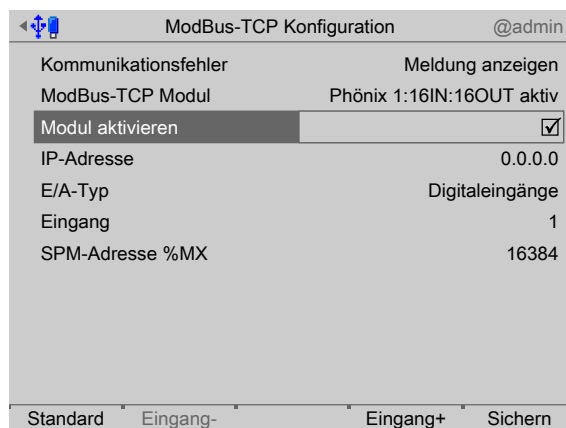 ModBus-TCP Konfiguration @admin
Kommunikationsfehler Meldung anzeigen
ModBus-TCP Modul Phönix 1:16IN:16OUT aktiv
Modul aktivieren
IP-Adresse 0.0.0.0
E/A-Typ Digitaleingänge
Eingang 1
SPM-Adresse %MX 16384
Standard Eingang- Eingang+ Sichern